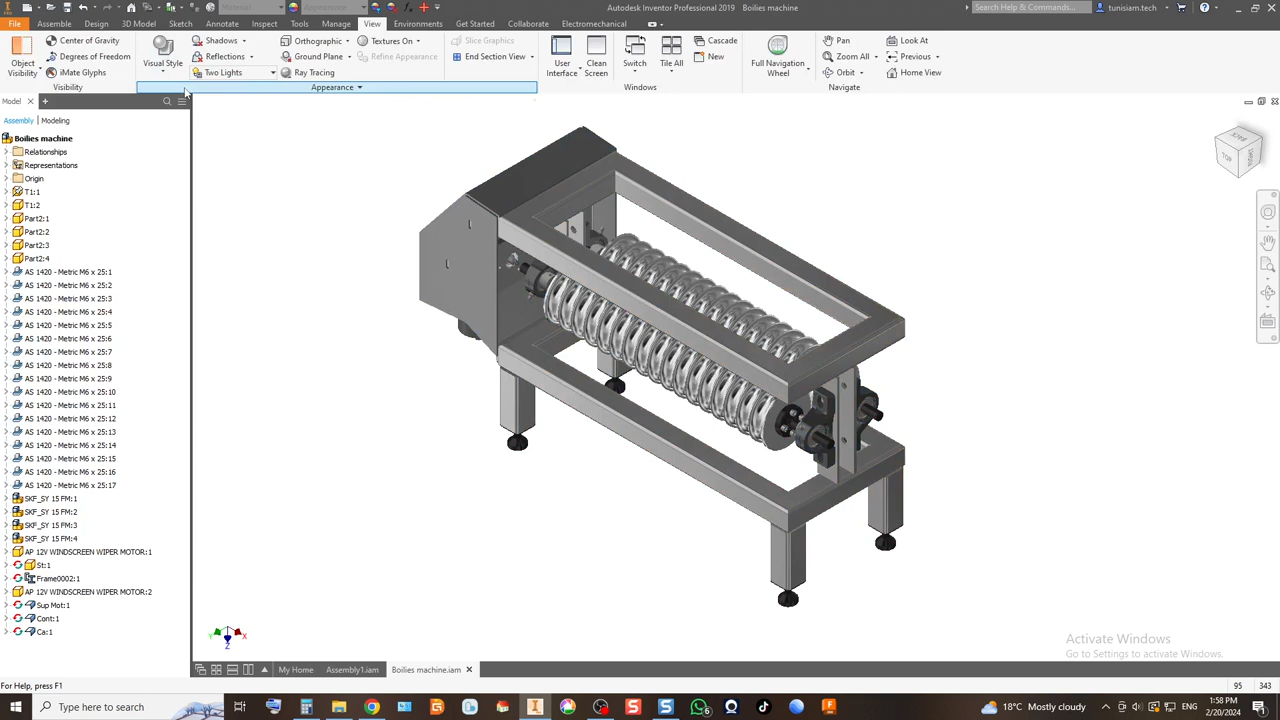 Material
Appearance
Autodesk Inventor Professional 2019 Boilies machine
Search Help & Commands...
tunisiam.tech
File
Assemble
Design
3D Model
Sketch
Annotate
Inspect
Tools
Manage
View
Environments
Get Started
Collaborate
Electromechanical
Object
Visibility
Center of Gravity
Degrees of Freedom
iMate Glyphs
Visibility
Visual Style
Shadows
Reflections
Two Lights
Orthographic
Ground Plane
Ray Tracing
Textures On
Refine Appearance
Appearance
Slice Graphics
End Section View
User
Interface
Clean
Screen
Switch
Tile All
Cascade
New
Windows
Full Navigation
Wheel
Pan
Zoom All
Orbit
Look At
Previous
Home View
Navigate
Model
Assembly
Modeling
Boilies machine
Relationships
Representations
Origin
T1:1
T1:2
Part2:1
Part2:2
Part2:3
Part2:4
AS 1420 - Metric M6 x 25:1
AS 1420 - Metric M6 x 25:2
AS 1420 - Metric M6 x 25:3
AS 1420 - Metric M6 x 25:4
AS 1420 - Metric M6 x 25:5
AS 1420 - Metric M6 x 25:6
AS 1420 - Metric M6 x 25:7
AS 1420 - Metric M6 x 25:8
AS 1420 - Metric M6 x 25:9
AS 1420 - Metric M6 x 25:10
AS 1420 - Metric M6 x 25:11
AS 1420 - Metric M6 x 25:12
AS 1420 - Metric M6 x 25:13
AS 1420 - Metric M6 x 25:14
AS 1420 - Metric M6 x 25:15
AS 1420 - Metric M6 x 25:16
AS 1420 - Metric M6 x 25:17
SKF_SY 15 FM:1
SKF_SY 15 FM:2
SKF_SY 15 FM:3
SKF_SY 15 FM:4
AP 12V WINDSCREEN WIPER MOTOR:1
St:1
Frame0002:1
AP 12V WINDSCREEN WIPER MOTOR:2
Sup Mot:1
Cont:1
Ca:1
TOP
Y
X
Z
Activate Windows
Go to Settings to activate Windows.
My Home
Assembly1.iam
Boilies machine.iam
For Help, press F1
95
343
Type here to search
6
18°C Mostly cloudy
1:58 PM
2/20/2024